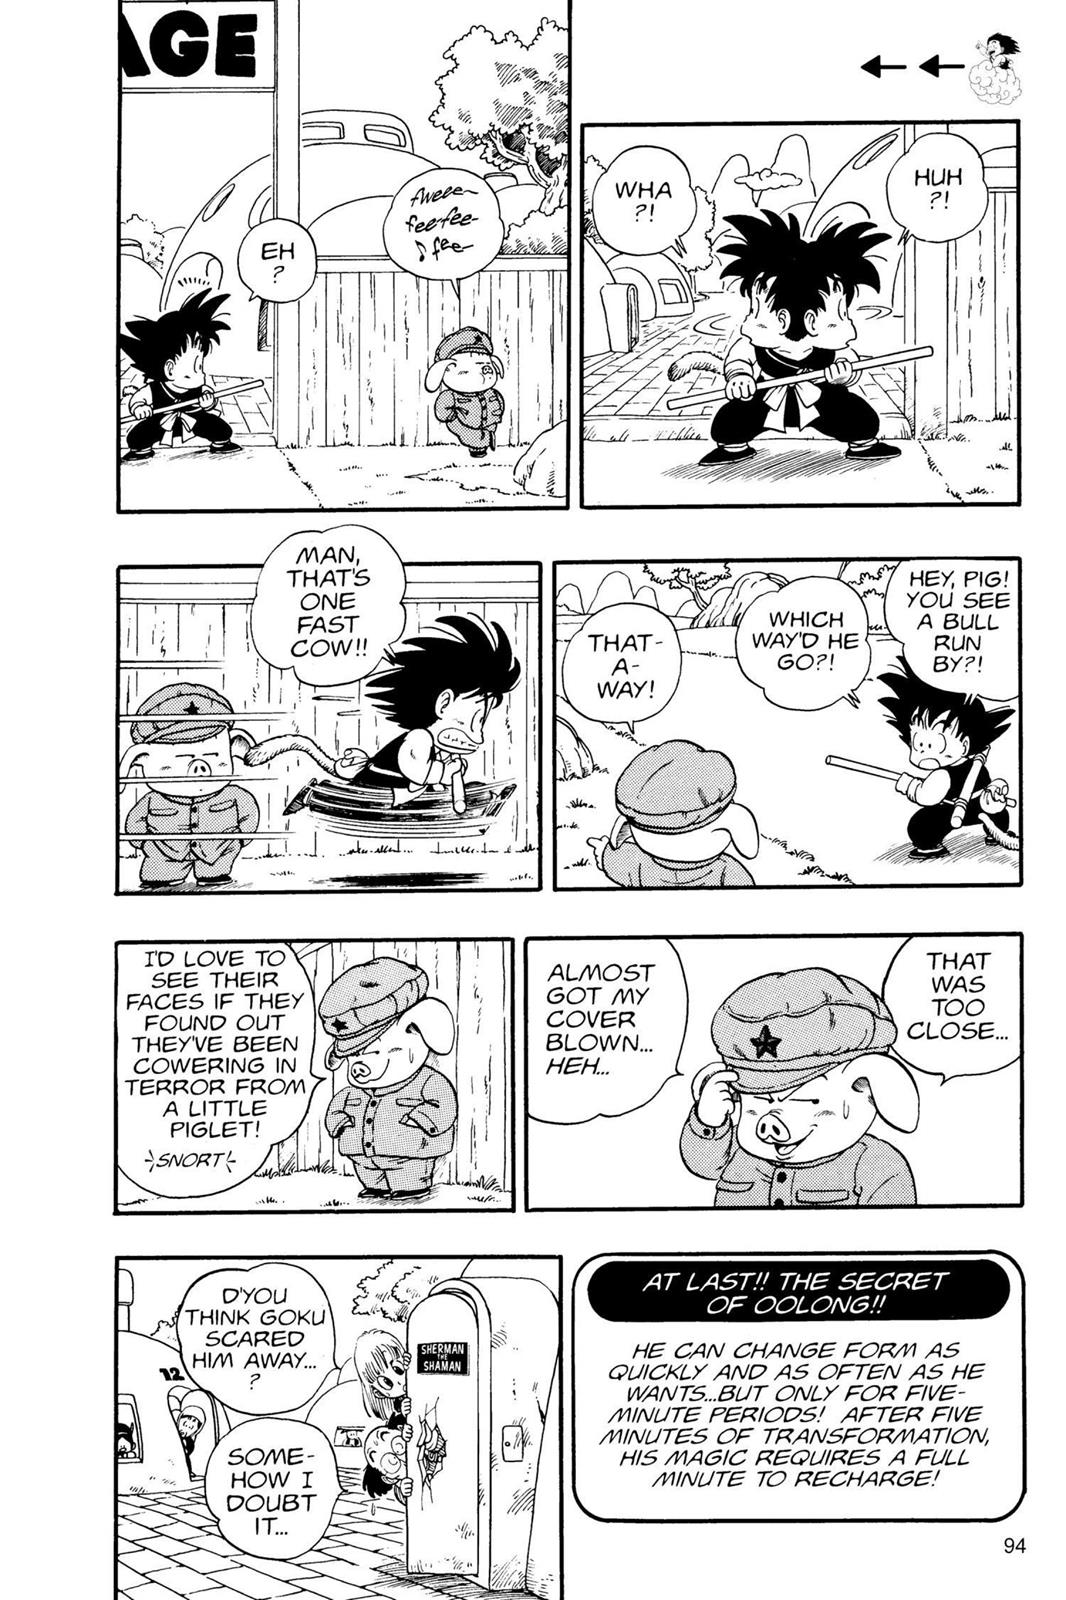 HUH
?!
WHA
?!
AGE
fweee-
fee-fee-
♪ fee-
EH
?
HEY, PIG!
YOU SEE
A BULL
RUN
BY?!
WHICH
WAY'D HE
GO?!
THAT-
A-
WAY!
MAN,
THAT'S
ONE
FAST
COW!!
THAT
WAS
TOO
CLOSE...
ALMOST
GOT MY
COVER
BLOWN...
HEH...
I'D LOVE TO
SEE THEIR
FACES IF THEY
FOUND OUT
THEY'VE BEEN
COWERING IN
TERROR FROM
A LITTLE
PIGLET!
SNORT
AT LAST!! THE SECRET
OF OOLONG!!
HE CAN CHANGE FORM AS
QUICKLY AND AS OFTEN AS HE
WANTS...BUT ONLY FOR FIVE-
MINUTE PERIODS! AFTER FIVE
MINUTES OF TRANSFORMATION,
HIS MAGIC REQUIRES A FULL
MINUTE TO RECHARGE!
D'YOU
THINK GOKU
SCARED
HIM AWAY...
?
SOME-
HOW I
DOUBT
IT...
SHERMAN
THE
SHAMAN
12
94